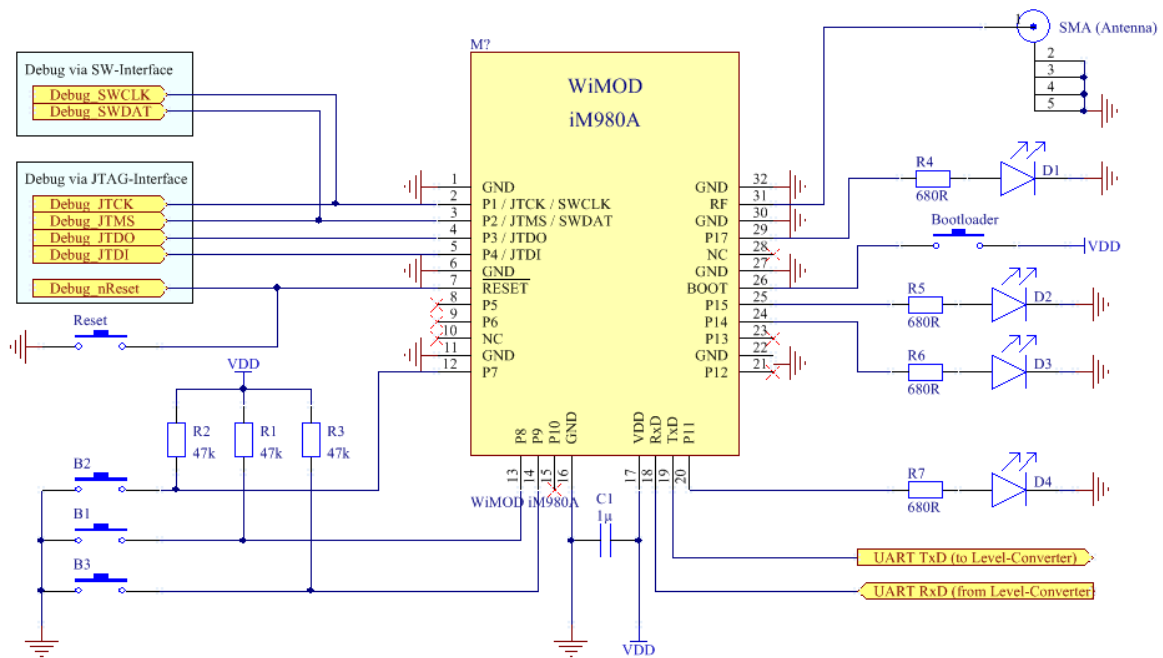 SMA (Antenna)
1
2
3
4
5
M?
WiMOD
iM980A
Debug via SW-Interface
Debug_SWCLK
Debug_SWDAT
Debug via JTAG-Interface
Debug_JTCK
Debug_JTMS
Debug_JTDO
Debug_JTDI
Debug_nReset
Reset
1 GND
2 P1 / JTCK / SWCLK
3 P2 / JTMS / SWDAT
4 P3 / JTDO
5 P4 / JTDI
6 GND
7 RESET
8 P5
9 P6
10 NC
11 GND
12 P7
GND 32
RF 31
GND 30
P17 29
NC 28
GND 27
BOOT 26
P15 25
P14 24
P13 23
GND 22
P12 21
P8 P9 P10 GND
13 14 15 16
VDD RxD TxD P11
17 18 19 20
WiMOD iM980A
R4
680R
D1
Bootloader
VDD
R5
680R
D2
R6
680R
D3
R7
680R
D4
VDD
R2
47k
R1
47k
R3
47k
B2
B1
B3
C1
1µ
VDD
UART TxD (to Level-Converter)
UART RxD (from Level-Converter)